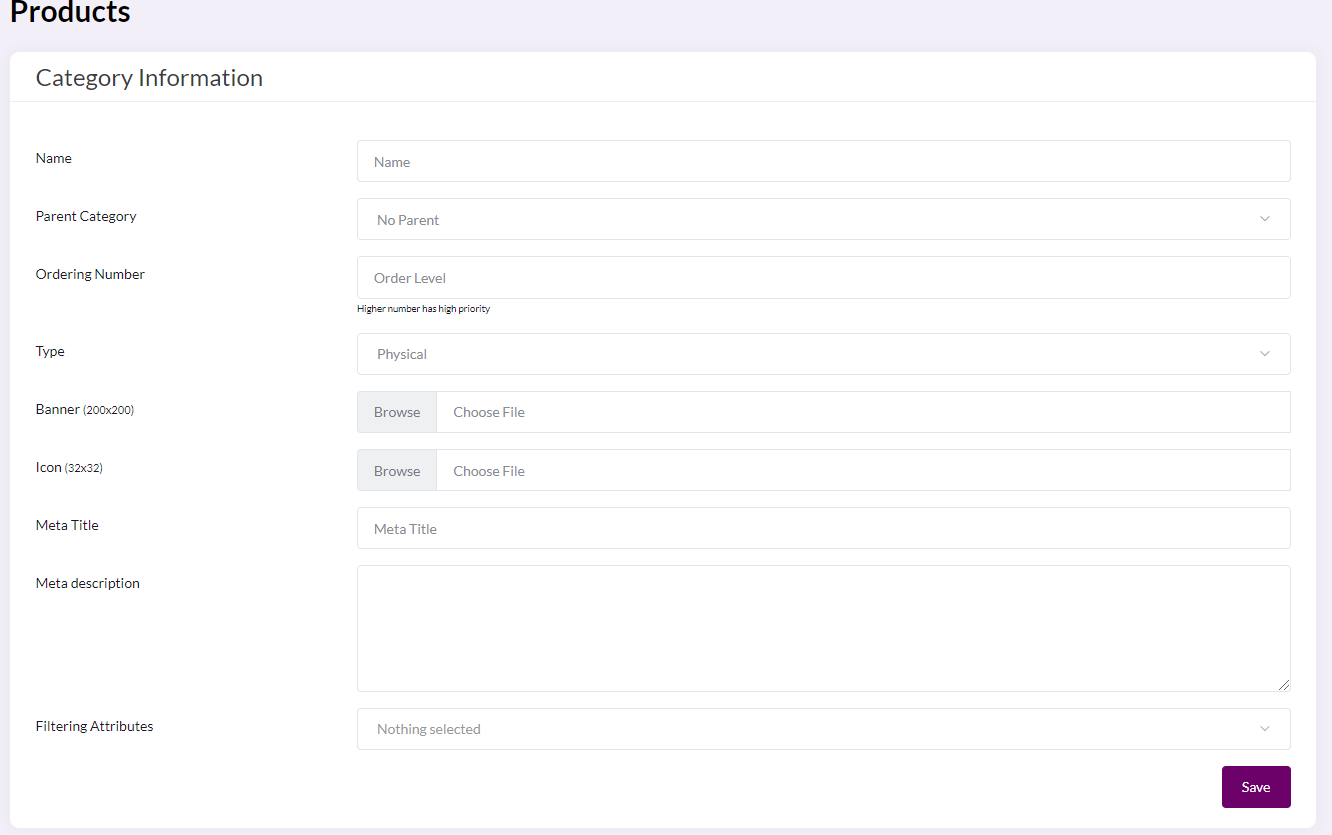 Products
Category Information
Name
Name
Parent Category
No Parent
Ordering Number
Order Level
Higher number has high priority
Type
Physical
Banner (200x200)
Browse Choose File
Icon (32x32)
Browse Choose File
Meta Title
Meta Title
Meta description
Filtering Attributes
Nothing selected
Save